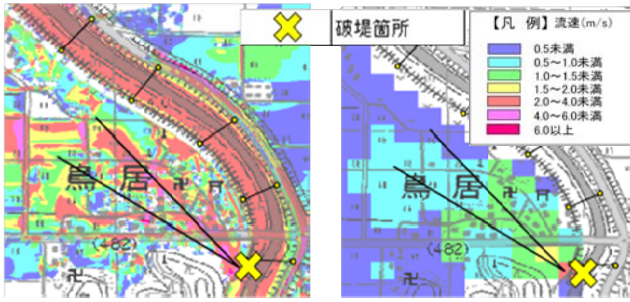 破堤箇所
【凡 例】流速(m/s)
0.5未満
0.5～1.0未満
1.0～1.5未満
1.5～2.0未満
2.0～4.0未満
4.0～6.0未満
6.0以上
鳥居
(482)
鳥居
(482)